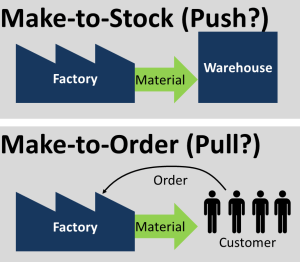 Make-to-Stock (Push?)
Factory
Material
Warehouse
Make-to-Order (Pull?)
Order
Factory
Material
Customer